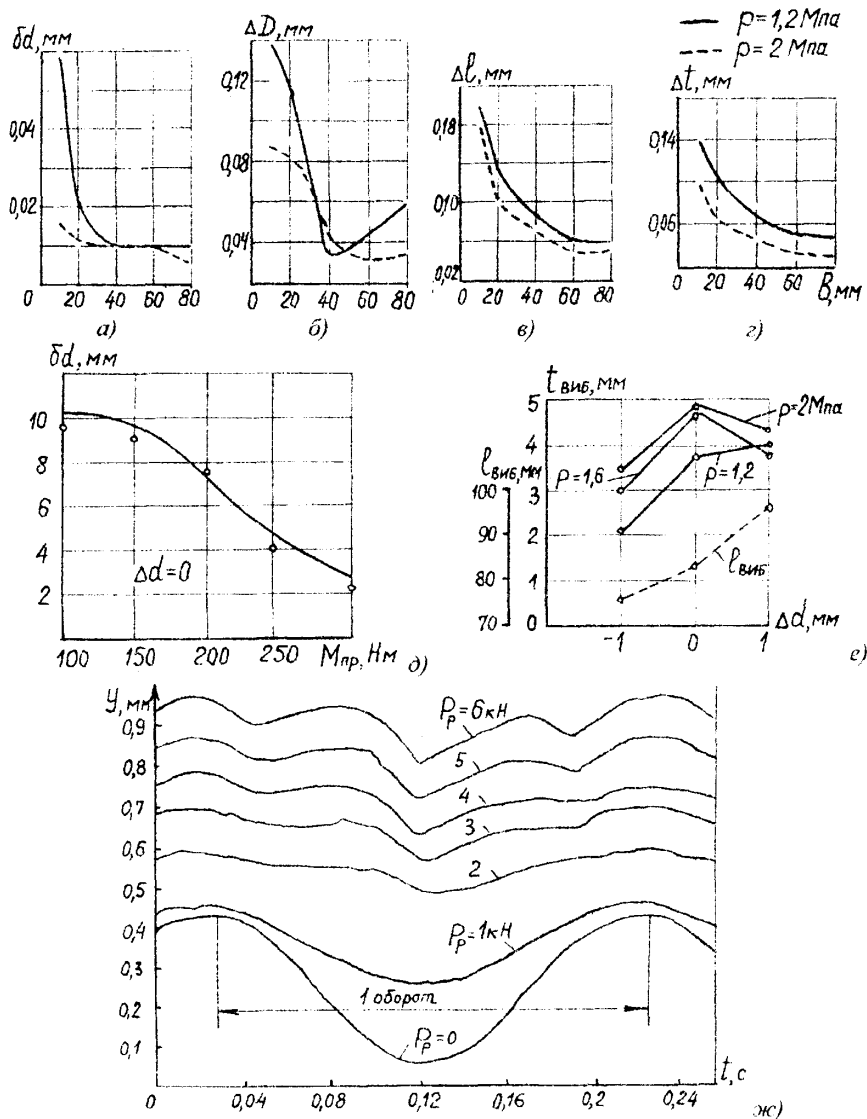 p=1,2 Мпа
p=2 Мпа
δd, мм
0,04
0,02
0 20 40 60 80
а)
ΔD, мм
0,12
0,08
0,04
0 20 40 60 80
б)
Δℓ, мм
0,18
0,10
0,02
0 20 40 60 80
в)
Δt, мм
0,14
0,06
0 20 40 60 B, мм
г)
δd, мм
10
8
6
4
2
Δd=0
100 150 200 250 Mпр, Нм
д)
tвиб, мм
5
4
3
2
1
0
ℓвиб, мм
100
90
80
70
p=2 Мпа
p=1,6
p=1,2
ℓвиб
-1 0 1 Δd, мм
е)
y, мм
0,9
0,8
0,7
0,6
0,5
0,4
0,3
0,2
0,1
Pр=6кН
5
4
3
2
Pр=1кН
1 оборот
Pр=0
0 0,04 0,08 0,12 0,16 0,2 0,24
t, с
ж)